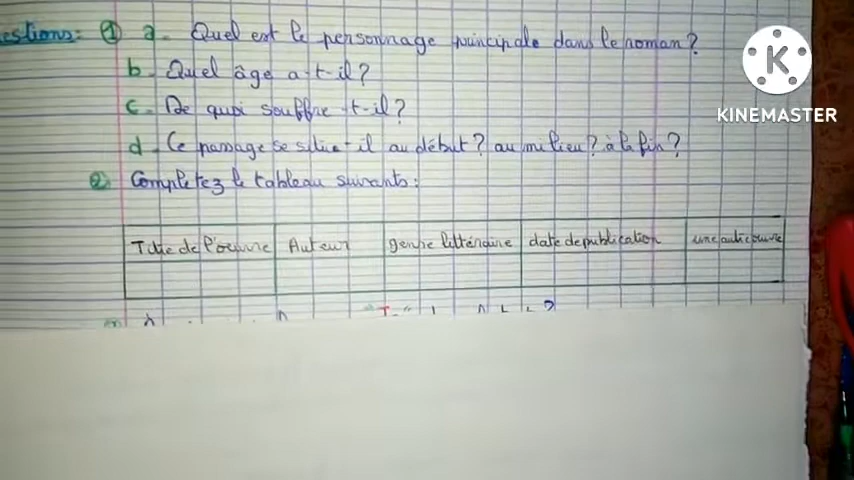 estions: ① a - Quel est le personnage principale dans le roman?
b - Quel âge a-t-il?
c - De quoi souffre-t-il?
d - Ce passage se situe-t-il au début? au milieu? à la fin?
② Completez le tableau suivants:
Titre de l'oeuvre | Auteur | genre littéraire | date de publication | une autre oeuvre
KINEMASTER